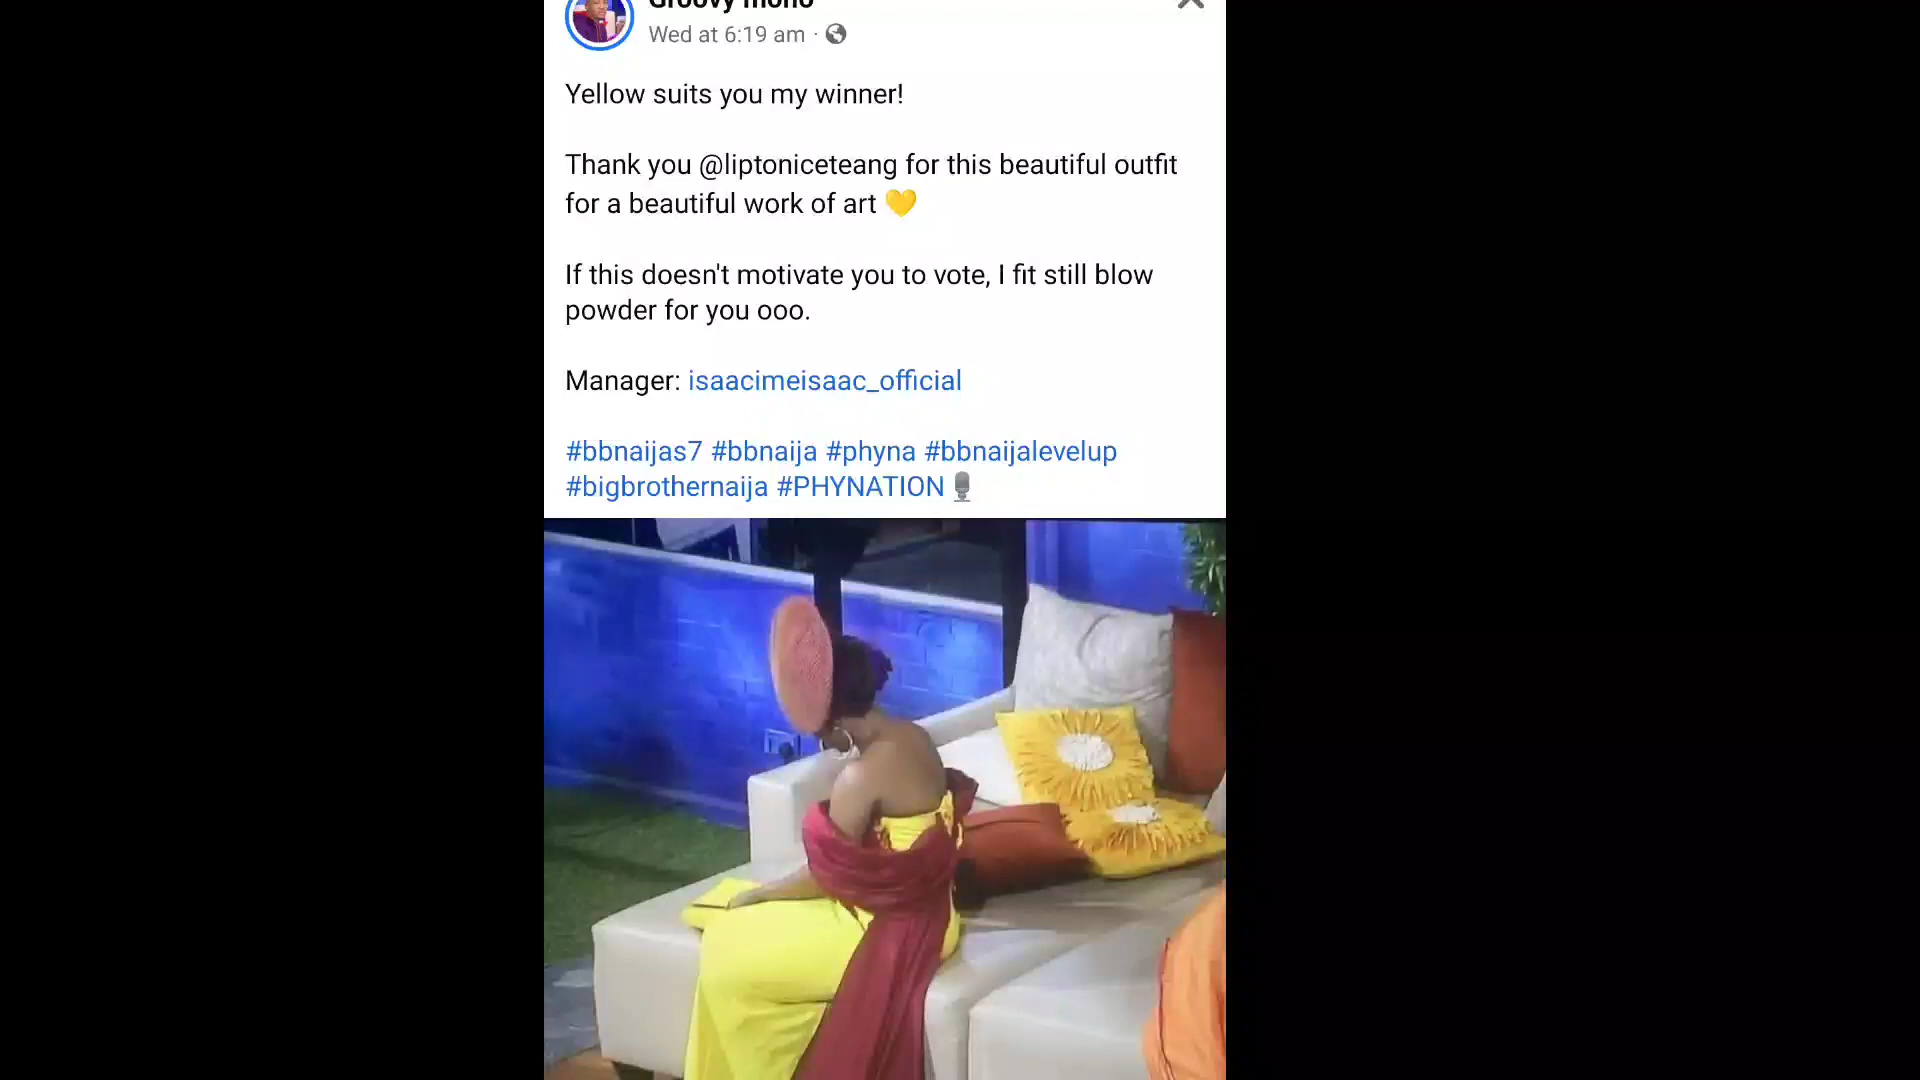 Groovy mono
Wed at 6:19 am ·
Yellow suits you my winner!
Thank you @liptoniceteang for this beautiful outfit
for a beautiful work of art 💛
If this doesn't motivate you to vote, I fit still blow
powder for you ooo.
Manager: isaacimeisaac_official
#bbnaijas7 #bbnaija #phyna #bbnaijalevelup
#bigbrothernaija #PHYNATION🎙️